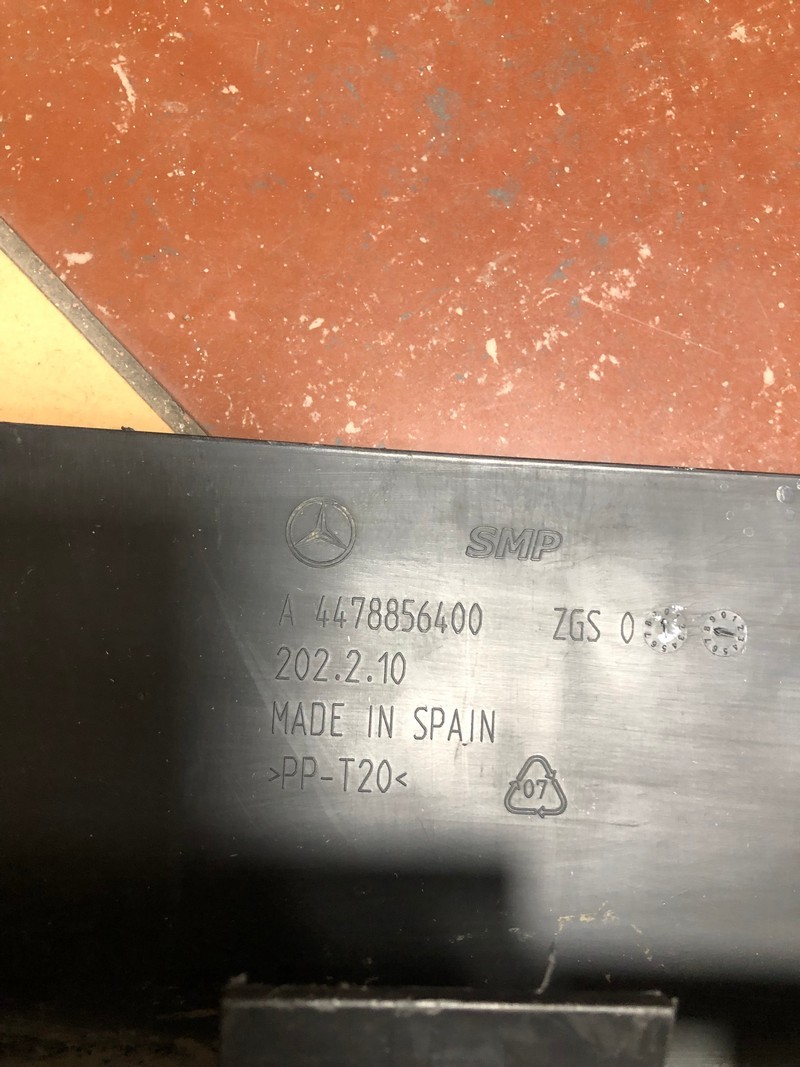 SMP
A 4478856400 ZGS 0
202.2.10
MADE IN SPAIN
>PP-T20<
07